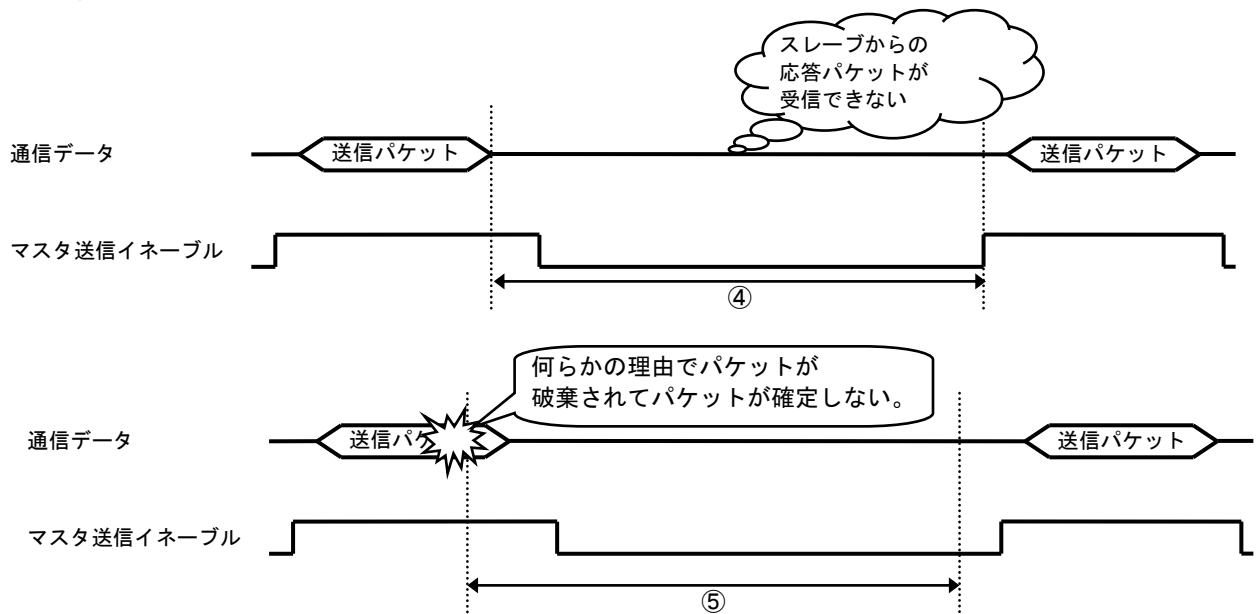 スレーブからの
応答パケットが
受信できない
通信データ
送信パケット
送信パケット
マスタ送信イネーブル
④
何らかの理由でパケットが
破棄されてパケットが確定しない。
通信データ
送信パケ
送信パケット
マスタ送信イネーブル
⑤